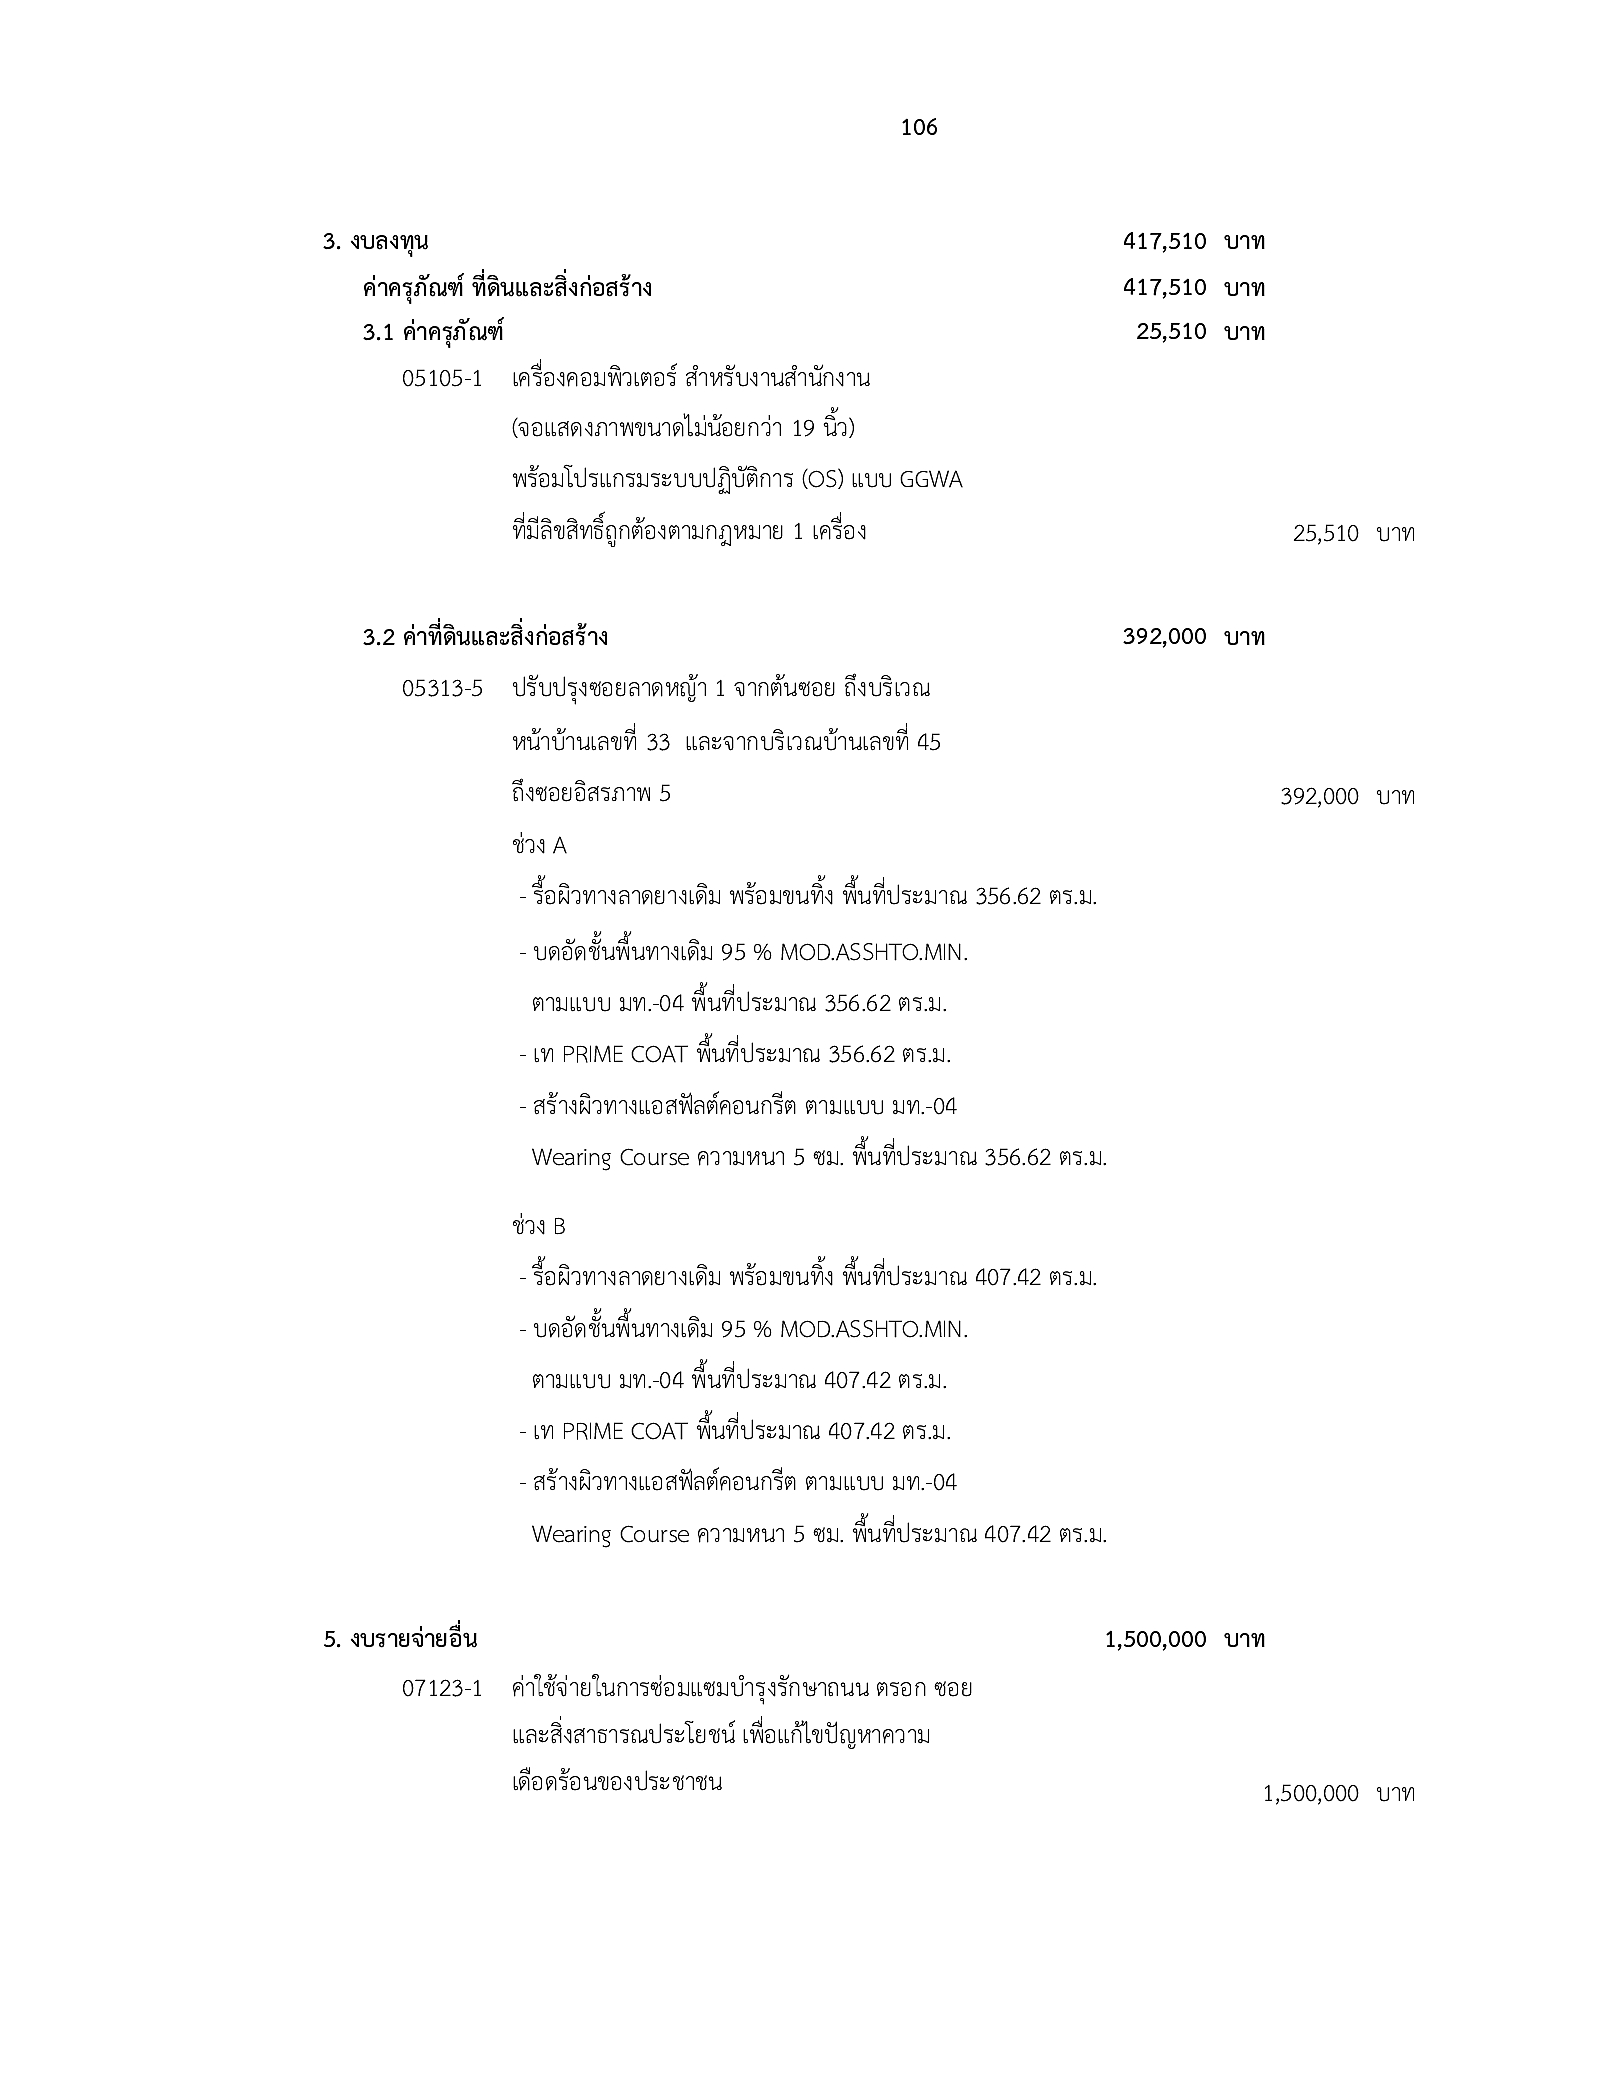 106
3. งบลงทุน 417,510 บาท
ค่าครุภัณฑ์ ที่ดินและสิ่งก่อสร้าง 417,510 บาท
3.1 ค่าครุภัณฑ์ 25,510 บาท
05105-1 เครื่องคอมพิวเตอร์ สำหรับงานสำนักงาน
(จอแสดงภาพขนาดไม่น้อยกว่า 19 นิ้ว)
พร้อมโปรแกรมระบบปฏิบัติการ (OS) แบบ GGWA
ที่มีลิขสิทธิ์ถูกต้องตามกฎหมาย 1 เครื่อง 25,510 บาท
3.2 ค่าที่ดินและสิ่งก่อสร้าง 392,000 บาท
05313-5 ปรับปรุงซอยลาดหญ้า 1 จากต้นซอย ถึงบริเวณ
หน้าบ้านเลขที่ 33 และจากบริเวณบ้านเลขที่ 45
ถึงซอยอิสรภาพ 5 392,000 บาท
ช่วง A
- รื้อผิวทางลาดยางเดิม พร้อมขนทิ้ง พื้นที่ประมาณ 356.62 ตร.ม.
- บดอัดชั้นพื้นทางเดิม 95 % MOD.ASSHTO.MIN.
ตามแบบ มท.-04 พื้นที่ประมาณ 356.62 ตร.ม.
- เท PRIME COAT พื้นที่ประมาณ 356.62 ตร.ม.
- สร้างผิวทางแอสฟัลต์คอนกรีต ตามแบบ มท.-04
Wearing Course ความหนา 5 ซม. พื้นที่ประมาณ 356.62 ตร.ม.
ช่วง B
- รื้อผิวทางลาดยางเดิม พร้อมขนทิ้ง พื้นที่ประมาณ 407.42 ตร.ม.
- บดอัดชั้นพื้นทางเดิม 95 % MOD.ASSHTO.MIN.
ตามแบบ มท.-04 พื้นที่ประมาณ 407.42 ตร.ม.
- เท PRIME COAT พื้นที่ประมาณ 407.42 ตร.ม.
- สร้างผิวทางแอสฟัลต์คอนกรีต ตามแบบ มท.-04
Wearing Course ความหนา 5 ซม. พื้นที่ประมาณ 407.42 ตร.ม.
5. งบรายจ่ายอื่น 1,500,000 บาท
07123-1 ค่าใช้จ่ายในการซ่อมแซมบำรุงรักษาถนน ตรอก ซอย
และสิ่งสาธารณประโยชน์ เพื่อแก้ไขปัญหาความ
เดือดร้อนของประชาชน 1,500,000 บาท